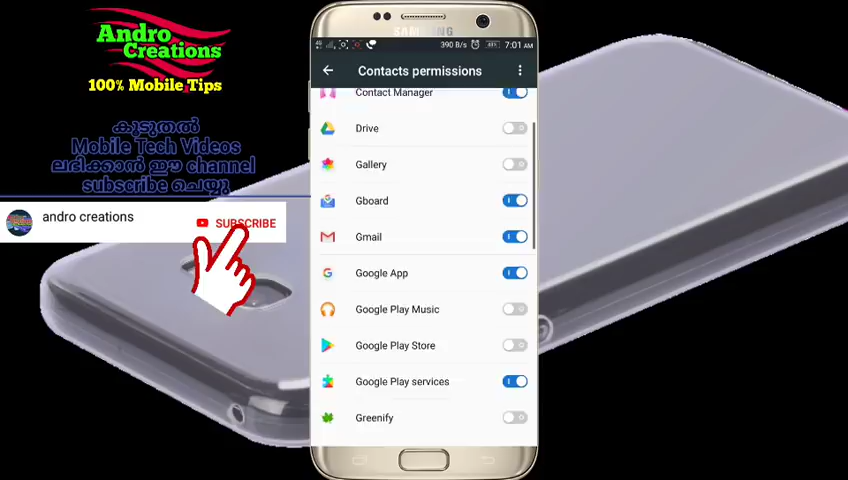 Andro
Creations
100% Mobile Tips
കൂടുതൽ
Mobile Tech Videos
ലഭിക്കാൻ ഈ channel
subscribe ചെയ്യു
andro creations
SUBSCRIBE
SAMSUNG
390 B/s 48% 7:01 AM
Contacts permissions
Contact Manager
Drive
Gallery
Gboard
Gmail
Google App
Google Play Music
Google Play Store
Google Play services
Greenify